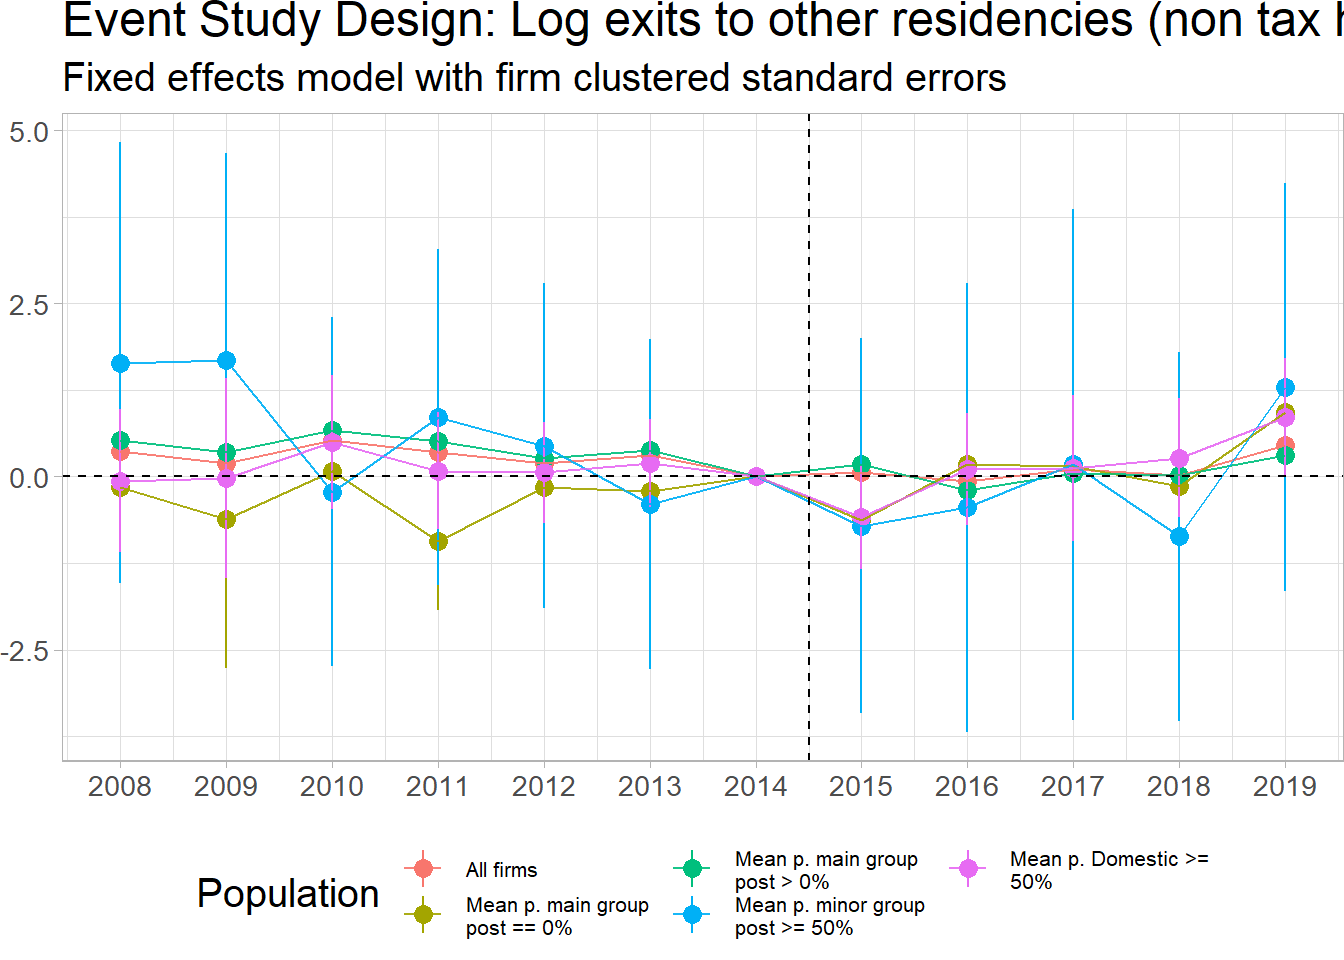 Event Study Design: Log exits to other residencies (non tax
Fixed effects model with firm clustered standard errors
5.0
2.5
0.0
-2.5
2008 2009 2010 2011 2012 2013 2014 2015 2016 2017 2018 2019
Population
All firms
Mean p. main group
post == 0%
Mean p. main group
post > 0%
Mean p. minor group
post >= 50%
Mean p. Domestic >=
50%